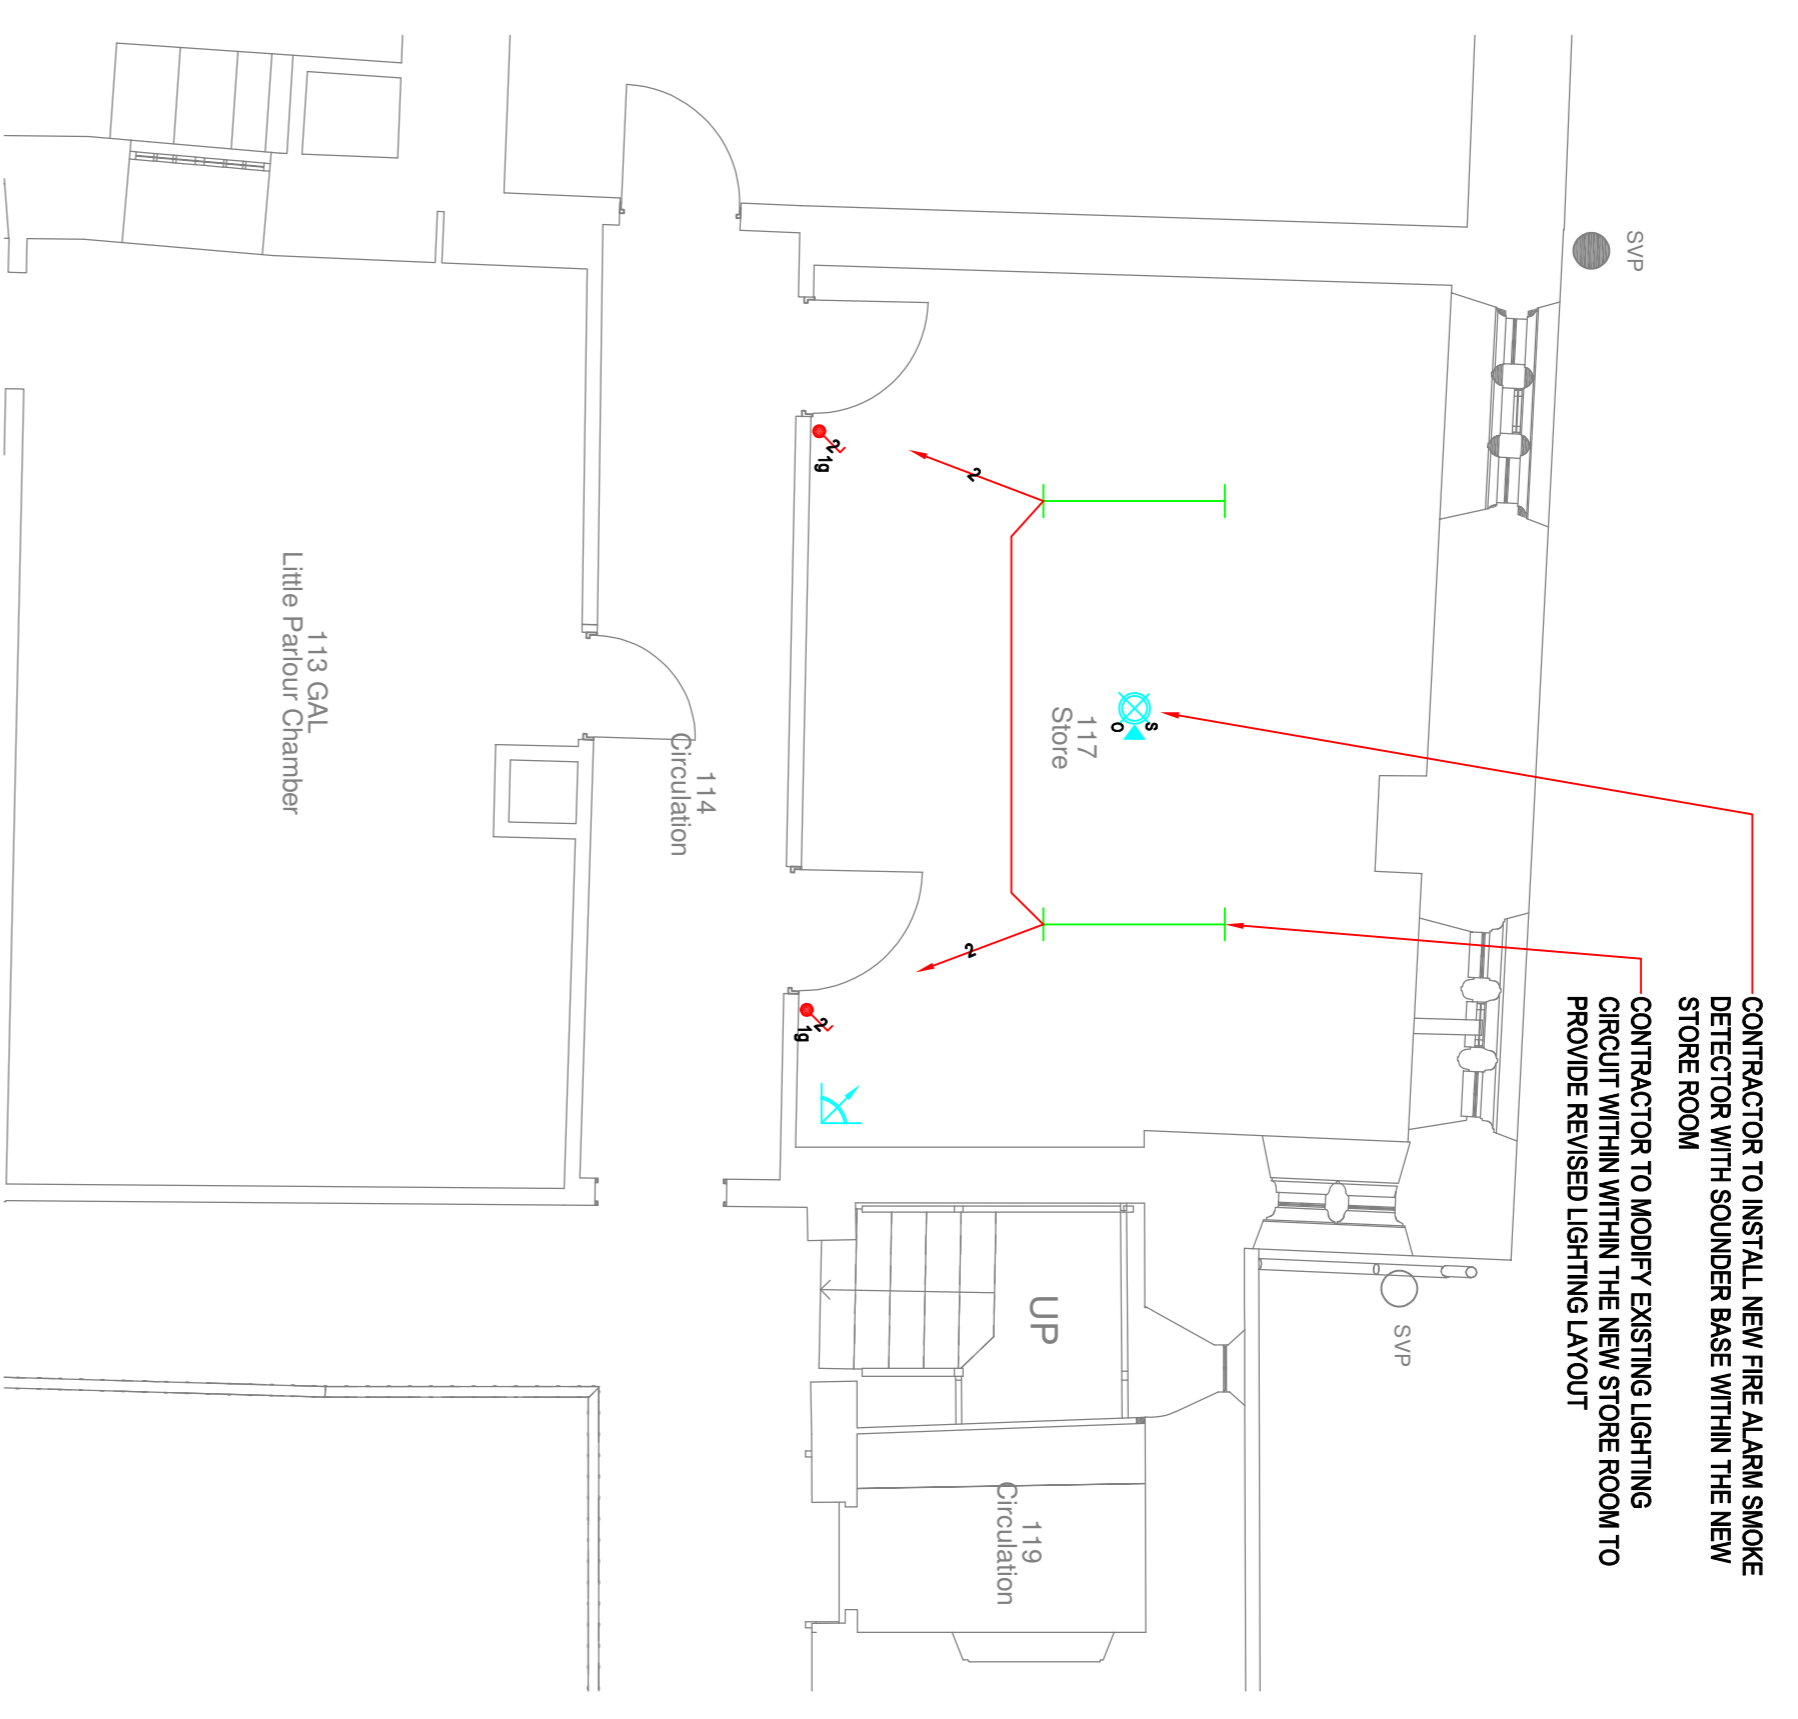 CONTRACTOR TO INSTALL NEW FIRE ALARM SMOKE
DETECTOR WITH SOUNDER BASE WITHIN THE NEW
STORE ROOM
CONTRACTOR TO MODIFY EXISTING LIGHTING
CIRCUIT WITHIN WITHIN THE NEW STORE ROOM TO
PROVIDE REVISED LIGHTING LAYOUT
SVP
SVP
117
Store
S
O
2
2
2
1g
2
1g
UP
119
Circulation
114
Circulation
113 GAL
Little Parlour Chamber